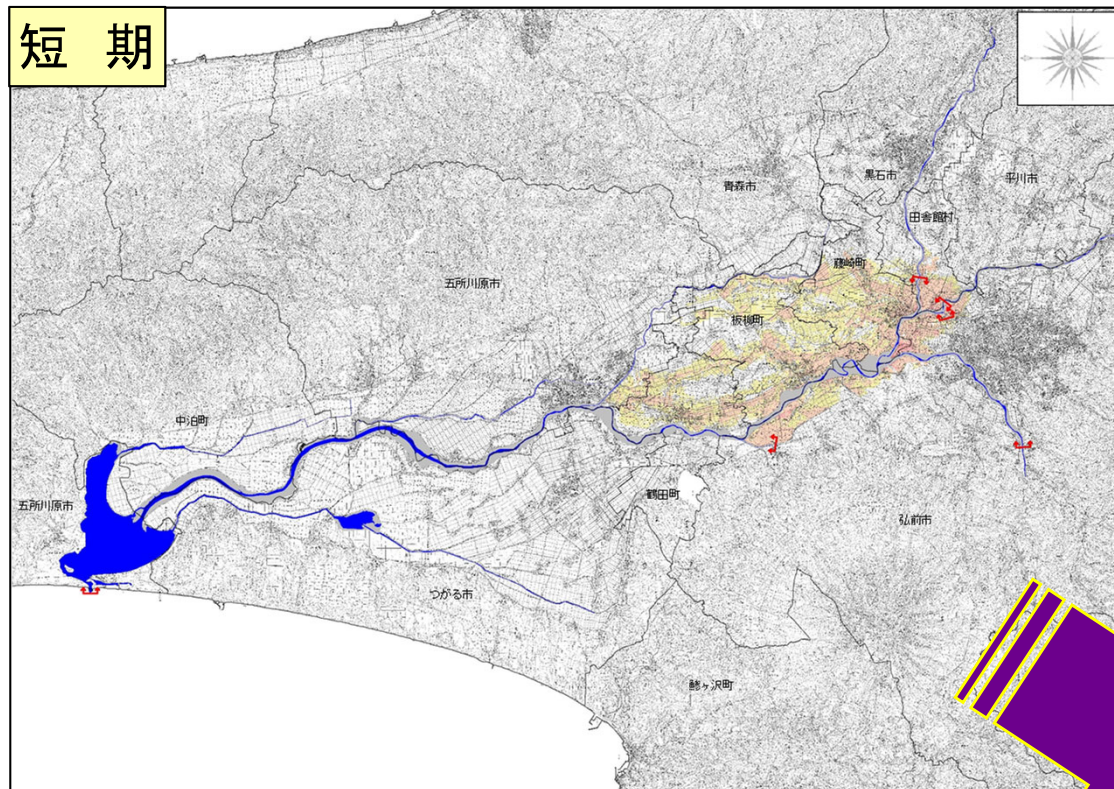 短 期
青森市
黒石市
平川市
田舎館村
藤崎町
五所川原市
板柳町
中泊町
鶴田町
五所川原市
弘前市
つがる市
鯵ヶ沢町